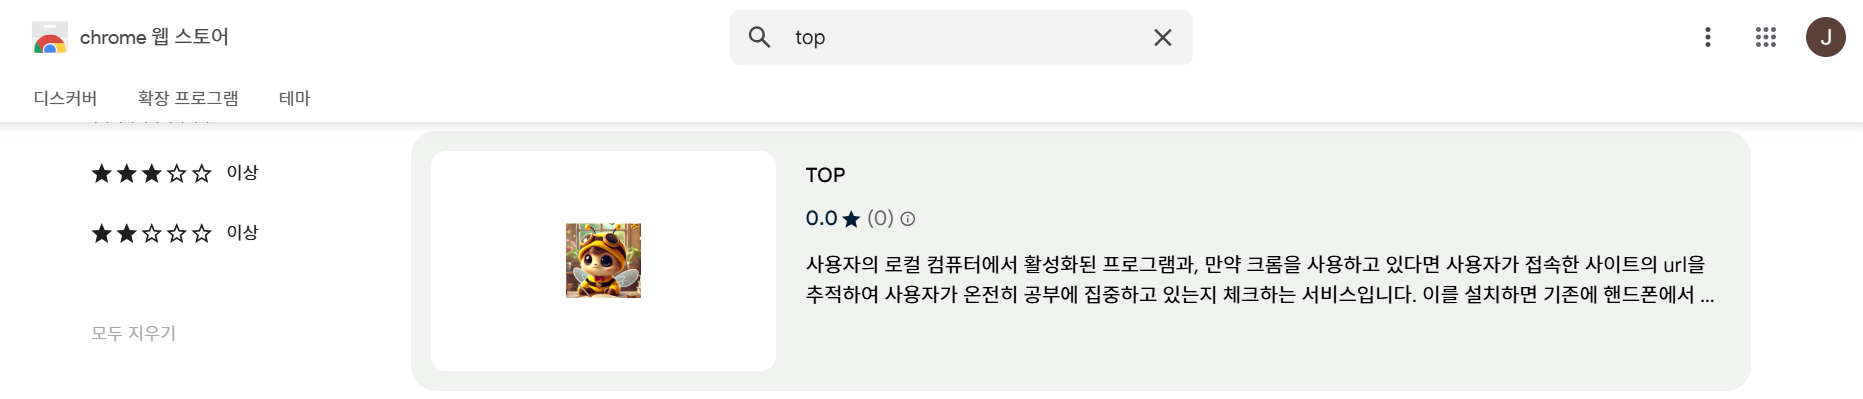 chrome 웹 스토어
top
J
디스커버
확장 프로그램
테마
이상
이상
모두 지우기
TOP
0.0 ★ (0)
사용자의 로컬 컴퓨터에서 활성화된 프로그램과, 만약 크롬을 사용하고 있다면 사용자가 접속한 사이트의 url을
추적하여 사용자가 온전히 공부에 집중하고 있는지 체크하는 서비스입니다. 이를 설치하면 기존에 핸드폰에서 ...